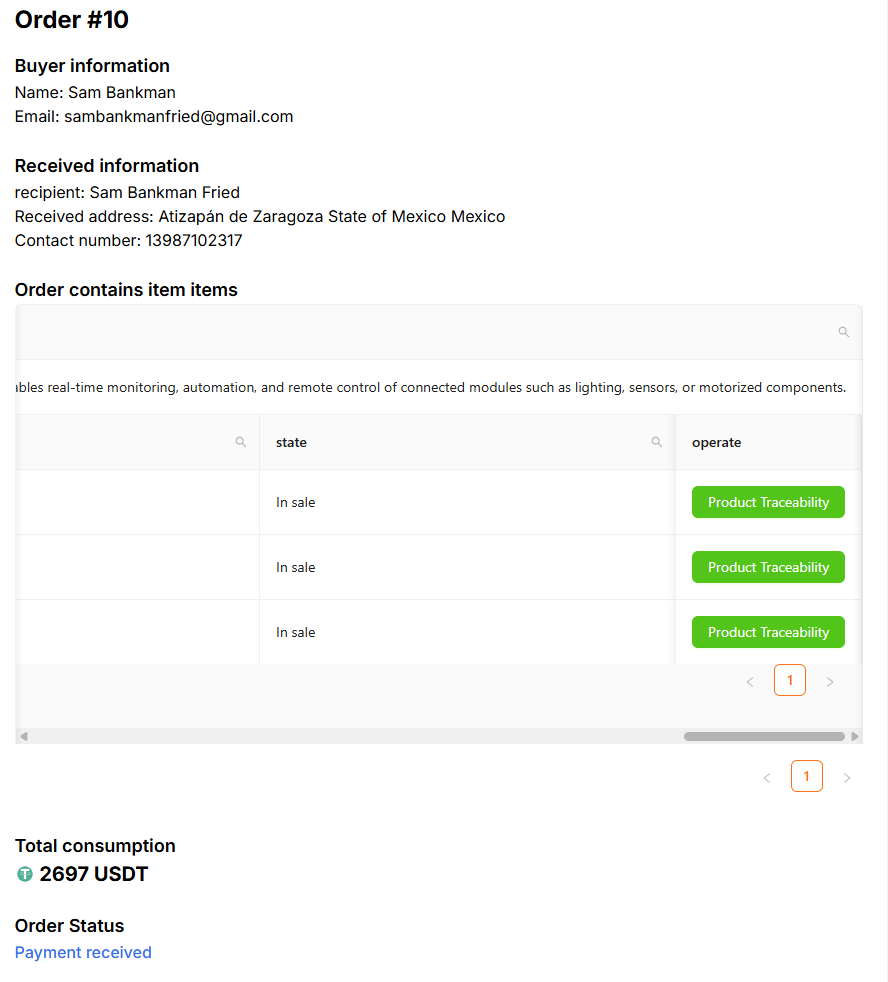 Order #10
Buyer information
Name: Sam Bankman
Email: sambankmanfried@gmail.com
Received information
recipient: Sam Bankman Fried
Received address: Atizapán de Zaragoza State of Mexico Mexico
Contact number: 13987102317
Order contains item items
ables real-time monitoring, automation, and remote control of connected modules such as lighting, sensors, or motorized components.
state operate
In sale Product Traceability
In sale Product Traceability
In sale Product Traceability
1
1
Total consumption
2697 USDT
Order Status
Payment received